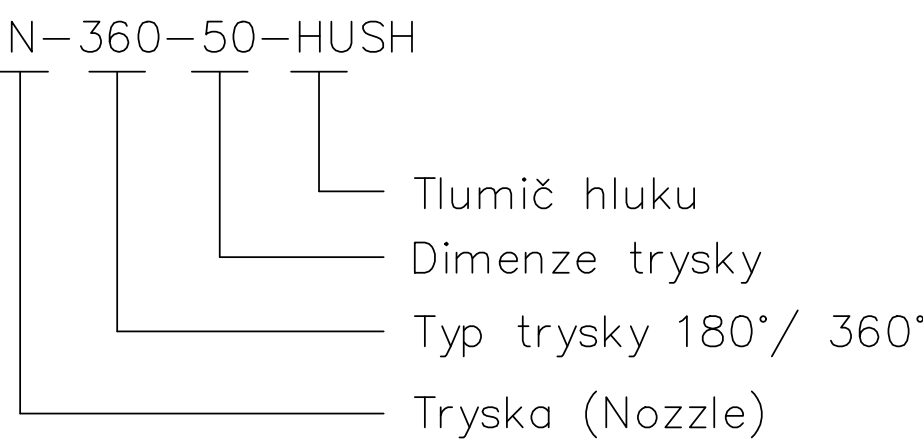 N-360-50-HUSH
Tlumič hluku
Dimenze trysky
Typ trysky 180°/ 360°
Tryska (Nozzle)